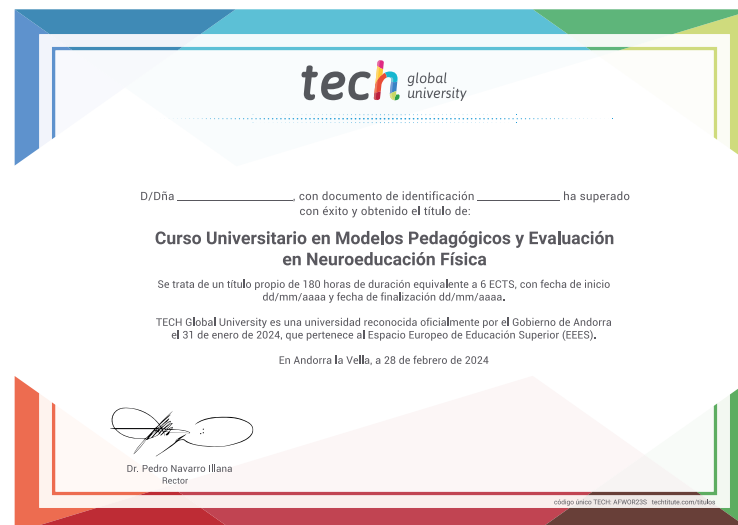 tech global university
D/Dña ____________, con documento de identificación ____________ ha superado
con éxito y obtenido el título de:
Curso Universitario en Modelos Pedagógicos y Evaluación
en Neuroeducación Física
Se trata de un título propio de 180 horas de duración equivalente a 6 ECTS, con fecha de inicio
dd/mm/aaaa y fecha de finalización dd/mm/aaaa.
TECH Global University es una universidad reconocida oficialmente por el Gobierno de Andorra
el 31 de enero de 2024, que pertenece al Espacio Europeo de Educación Superior (EEES).
En Andorra la Vella, a 28 de febrero de 2024
Dr. Pedro Navarro Illana
Rector
código único TECH: AFWOR23S techtitute.com/titulos